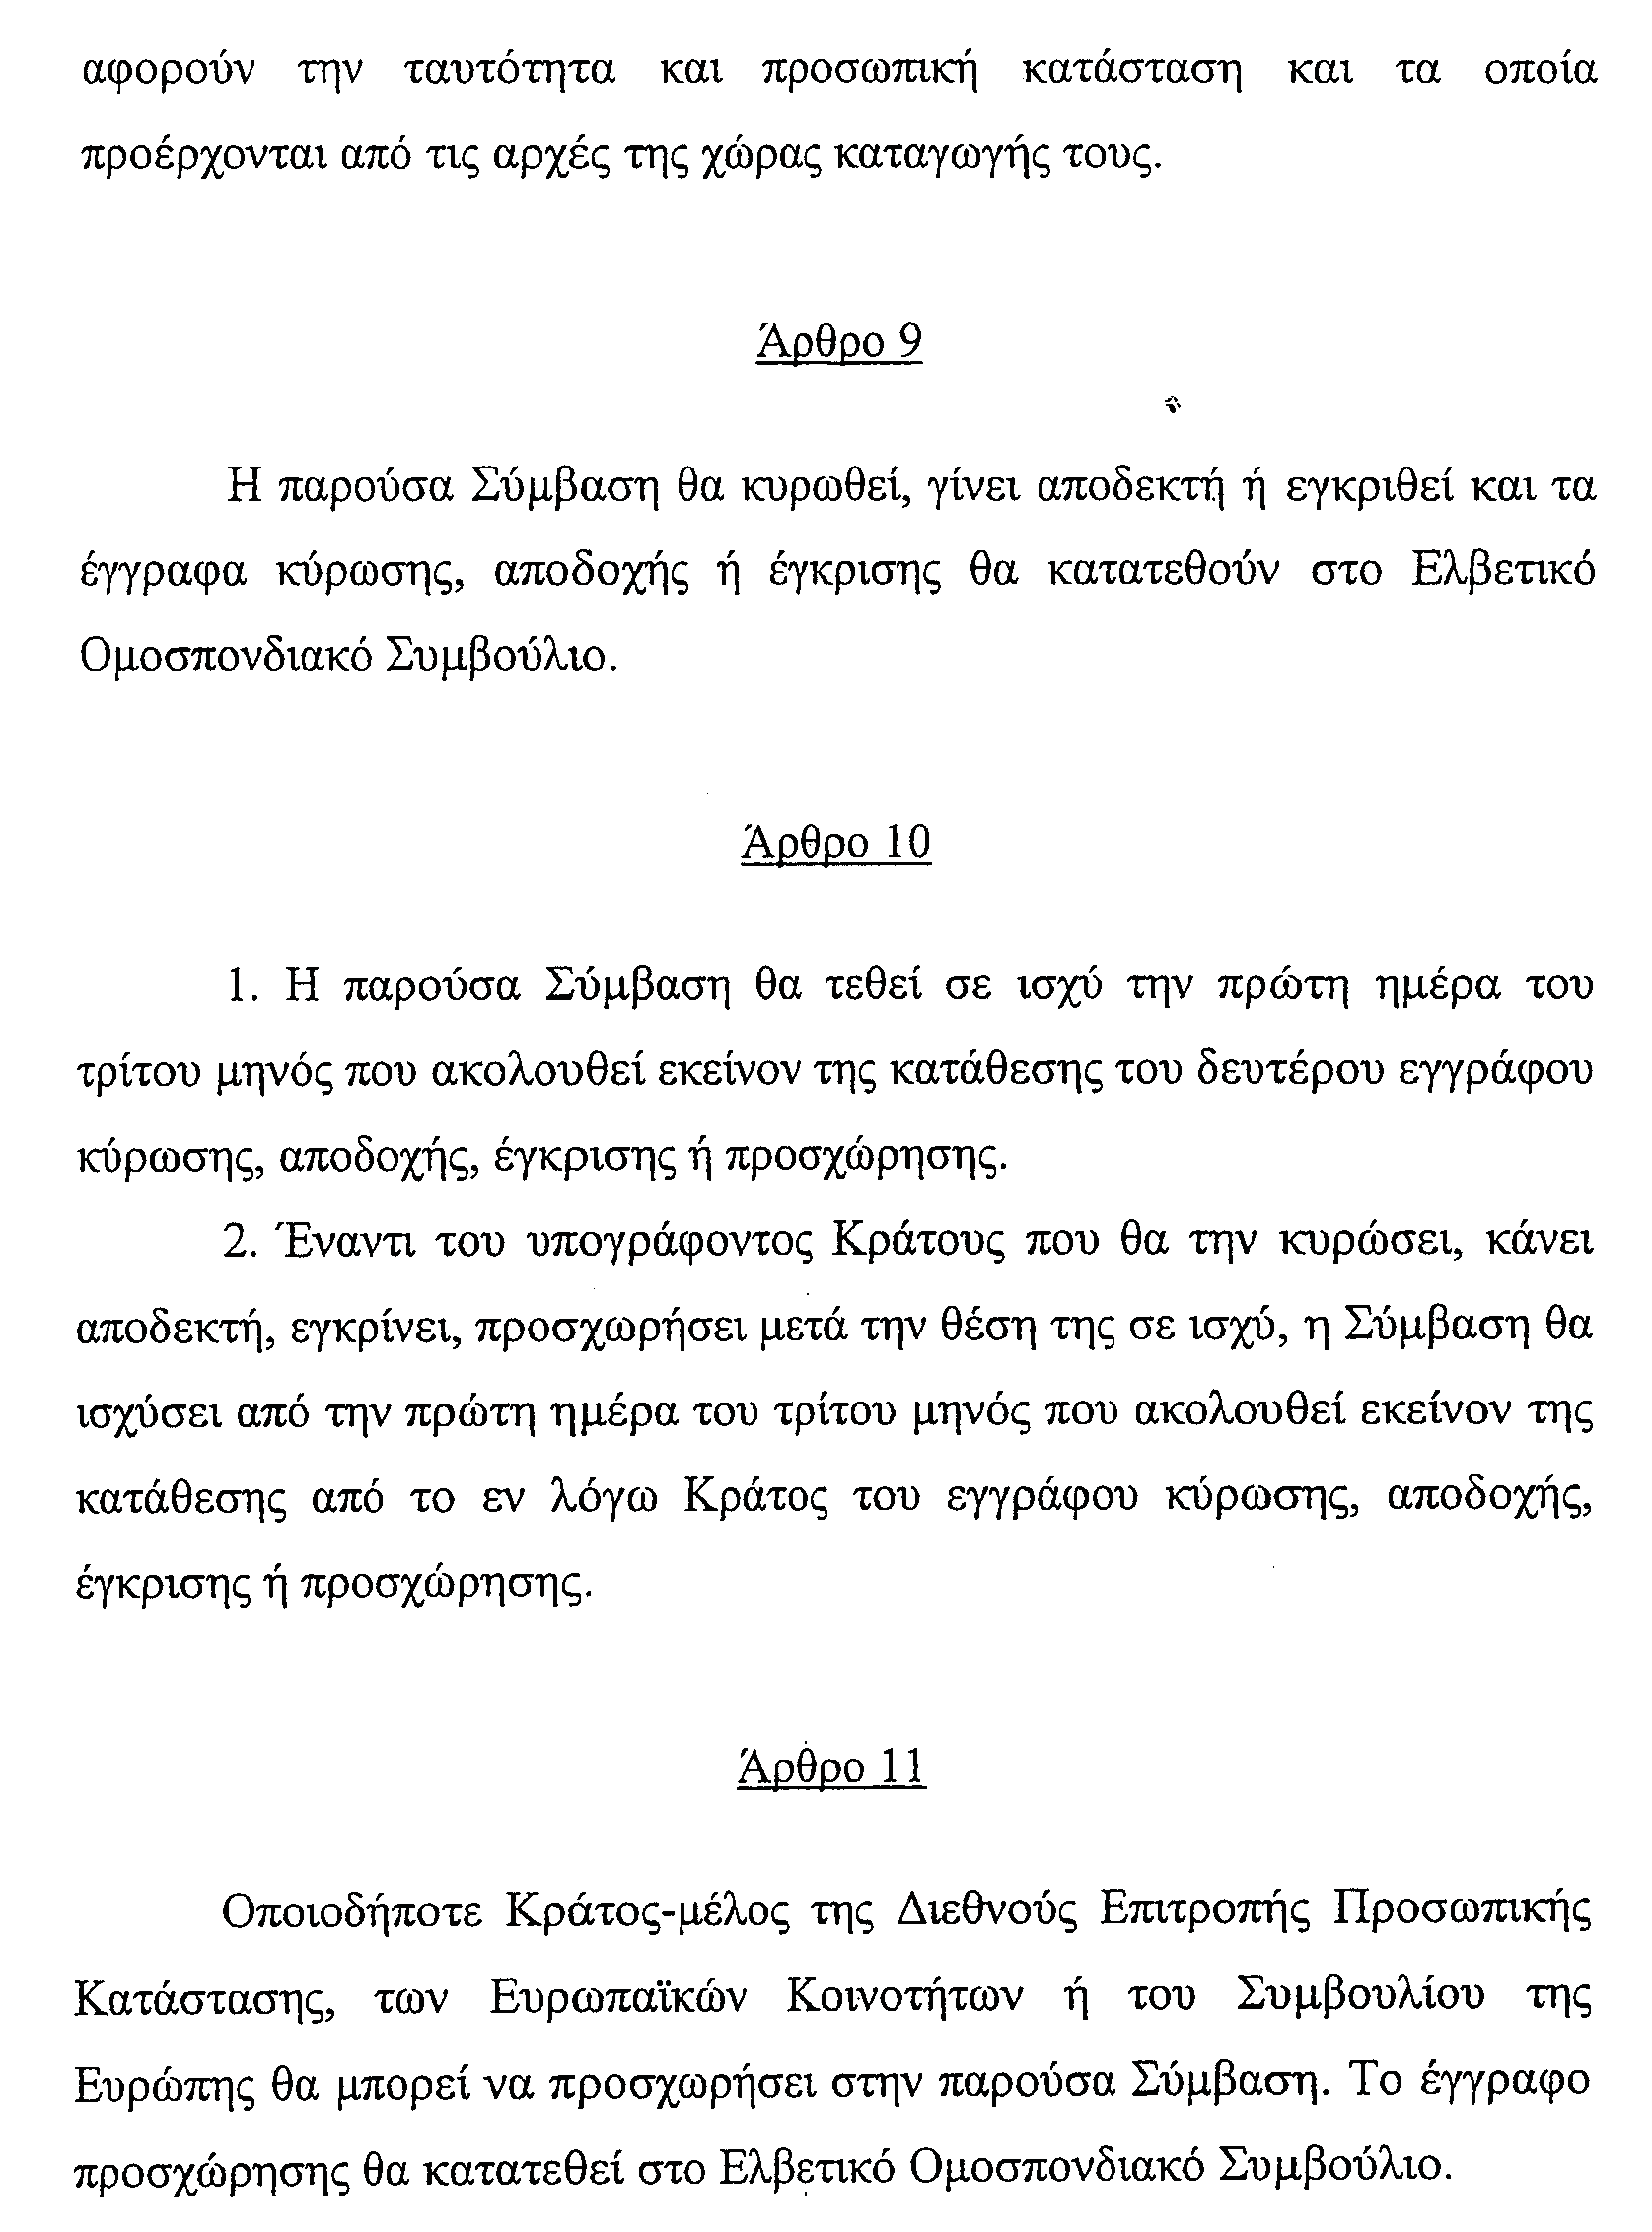 αφορούν την ταυτότητα και προσωπική κατάσταση και τα οποία
προέρχονται από τις αρχές της χώρας καταγωγής τους.
Άρθρο 9
Η παρούσα Σύμβαση θα κυρωθεί, γίνει αποδεκτή ή εγκριθεί και τα
έγγραφα κύρωσης, αποδοχής ή έγκρισης θα κατατεθούν στο Ελβετικό
Ομοσπονδιακό Συμβούλιο.
Άρθρο 10
1. Η παρούσα Σύμβαση θα τεθεί σε ισχύ την πρώτη ημέρα του
τρίτου μηνός που ακολουθεί εκείνον της κατάθεσης του δευτέρου εγγράφου
κύρωσης, αποδοχής, έγκρισης ή προσχώρησης.
2. Έναντι του υπογράφοντος Κράτους που θα την κυρώσει, κάνει
αποδεκτή, εγκρίνει, προσχωρήσει μετά την θέση της σε ισχύ, η Σύμβαση θα
ισχύσει από την πρώτη ημέρα του τρίτου μηνός που ακολουθεί εκείνον της
κατάθεσης από το εν λόγω Κράτος του εγγράφου κύρωσης, αποδοχής,
έγκρισης ή προσχώρησης.
Άρθρο 11
Οποιοδήποτε Κράτος-μέλος της Διεθνούς Επιτροπής Προσωπικής
Κατάστασης, των Ευρωπαϊκών Κοινοτήτων ή του Συμβουλίου της
Ευρώπης θα μπορεί να προσχωρήσει στην παρούσα Σύμβαση. Το έγγραφο
προσχώρησης θα κατατεθεί στο Ελβετικό Ομοσπονδιακό Συμβούλιο.